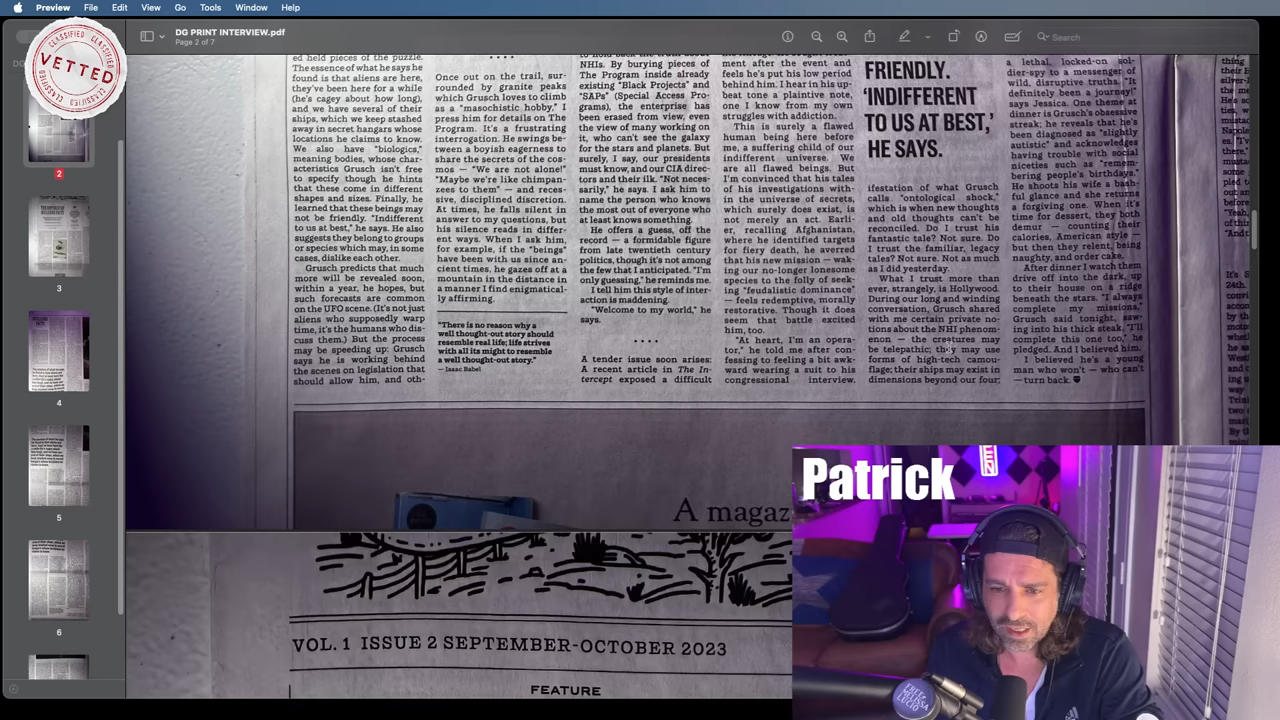 Preview File Edit View Go Tools Window Help
DG PRINT INTERVIEW.pdf
Page 2 of 7
Search
CLASSIFIED
VETTED
CLASSIFIED
2
3
4
5
6
ed held pieces of the puzzle.
The essence of what he says he
found is that aliens are here,
they've been here for a while
(he's cagey about how long),
and we have several of their
ships, which we keep stashed
away in secret hangars whose
locations he claims to know.
We also have "biologics,"
meaning bodies, whose char-
acteristics Grusch isn't free
to specify though he hints
that these come in different
shapes and sizes. Finally, he
learned that these beings may
not be friendly. "Indifferent
to us at best," he says. He also
suggests they belong to groups
or species which may, in some
cases, dislike each other.
Grusch predicts that much
more will be revealed soon,
within a year, he hopes, but
such forecasts are common
on the UFO scene. (It's not just
aliens who supposedly warp
time, it's the humans who dis-
cuss them.) But the process
may be speeding up: Grusch
says he is working behind
the scenes on legislation that
should allow him, and oth-
Once out on the trail, sur-
rounded by granite peaks
which Grusch loves to climb
as a "masochistic hobby," I
press him for details on The
Program. It's a frustrating
interrogation. He swings be-
tween a boyish eagerness to
share the secrets of the cos-
mos — "We are not alone!"
"Maybe we're like chimpan-
zees to them" — and reces-
sive, disciplined discretion.
At times, he falls silent in
answer to my questions, but
his silence reads in differ-
ent ways. When I ask him,
for example, if the "beings"
have been with us since an-
cient times, he gazes off at a
mountain in the distance in
a manner I find enigmatical-
ly affirming.
"There is no reason why a
well thought-out story should
resemble real life; life strives
with all its might to resemble
a well thought-out story."
— Isaac Babel
to hold back the truth about
NHIs. By burying pieces of
The Program inside already
existing "Black Projects" and
"SAPs" (Special Access Pro-
grams), the enterprise has
been erased from view, even
the view of many working on
it, who can't see the galaxy
for the stars and planets. But
surely, I say, our presidents
must know, and our CIA direc-
tors and their ilk. "Not neces-
sarily," he says. I ask him to
name the person who knows
the most out of everyone who
at least knows something.
He offers a guess, off the
record — a formidable figure
from late twentieth century
politics, though it's not among
the few that I anticipated. "I'm
only guessing," he reminds me.
I tell him this style of inter-
action is maddening.
"Welcome to my world," he
says.
A tender issue soon arises:
A recent article in The In-
tercept exposed a difficult
ment after the event and
feels he's put his low period
behind him. I hear in his up-
beat tone a plaintive note,
one I know from my own
struggles with addiction.
This is surely a flawed
human being here before
me, a suffering child of our
indifferent universe. We
are all flawed beings. But
I'm convinced that his tales
of his investigations with-
in the universe of secrets,
which surely does exist, is
not merely an act. Earli-
er, recalling Afghanistan,
where he identified targets
for fiery death, he averred
that his new mission — wak-
ing our no-longer lonesome
species to the folly of seek-
ing "feudalistic dominance"
— feels redemptive, morally
restorative. Though it does
seem that battle excited
him, too.
"At heart, I'm an opera-
tor," he told me after con-
fessing to feeling a bit awk-
ward wearing a suit to his
congressional interview.
FRIENDLY.
'INDIFFERENT
TO US AT BEST,'
HE SAYS.
ifestation of what Grusch
calls "ontological shock,"
which is when new thoughts
and old thoughts can't be
reconciled. Do I trust his
fantastic tale? Not sure. Do
I trust the familiar, legacy
tales? Not sure. Not as much
as I did yesterday.
What I trust more than
ever, strangely, is Hollywood.
During our long and winding
conversation, Grusch shared
with me certain private no-
tions about the NHI phenom-
enon — the creatures may
be telepathic; they may use
forms of high-tech camou-
flage; their ships may exist in
dimensions beyond our four;
a lethal, locked-on sol-
dier-spy to a messenger of
wild, disruptive truths. "It
definitely been a journey!"
says Jessica. One theme at
dinner is Grusch's obsessive
streak; he reveals that he's
been diagnosed as "slightly
autistic" and acknowledges
having trouble with social
niceties such as "remem-
bering people's birthdays."
He shoots his wife a bash-
ful glance and she returns
a forgiving one. When it's
time for dessert, they both
demur — counting their
calories, American style —
but then they relent, being
naughty, and order cake.
After dinner I watch them
drive off into the dark, up
to their house on a ridge
beneath the stars. "I always
complete my missions,"
Grusch said tonight, saw-
ing into his thick steak, "I'll
complete this one too," he
pledged. And I believed him.
I believed he's a young
man who won't — who can't
— turn back.
A magaz
VOL. 1 ISSUE 2 SEPTEMBER-OCTOBER 2023
FEATURE
Patrick
FREE
MELISSA
LUCIO